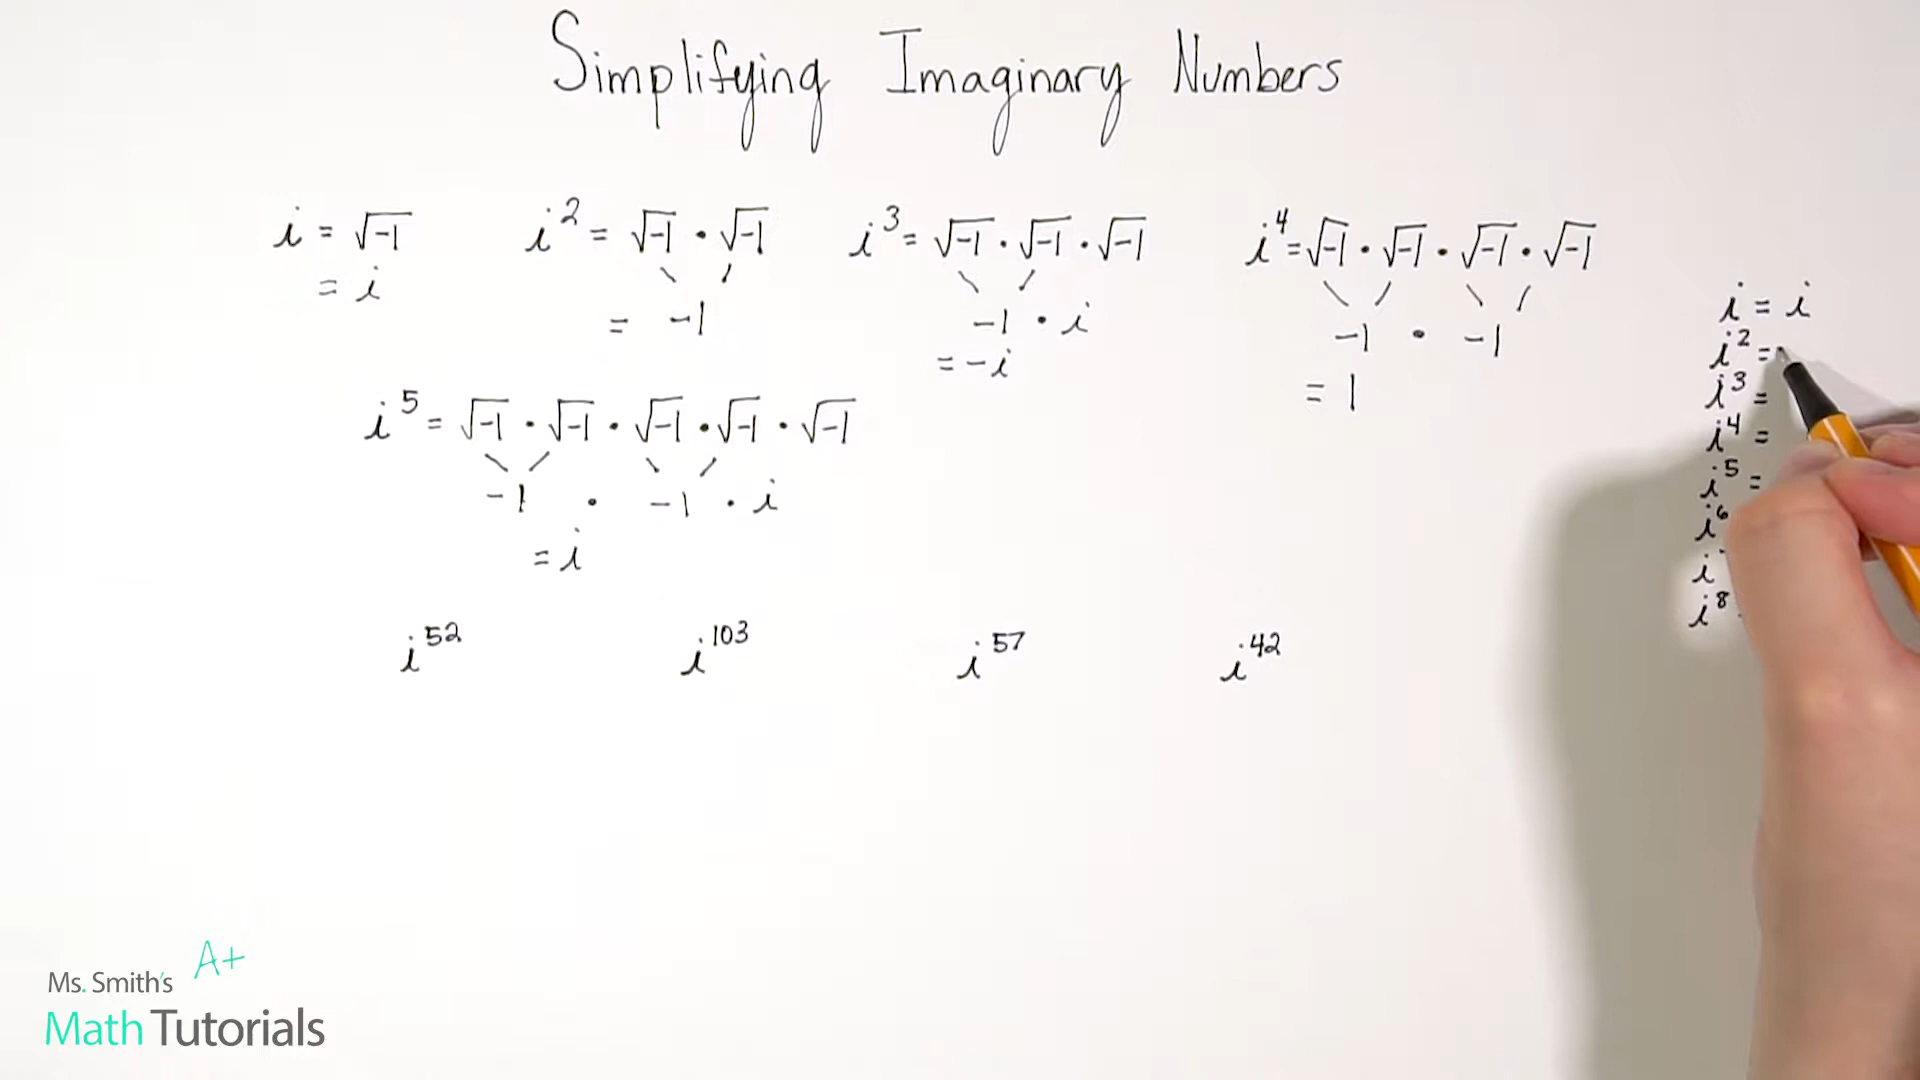 Simplifying Imaginary Numbers
i = √-1
= i
i² = √-1 · √-1
= -1
i³ = √-1 · √-1 · √-1
-1 · i
= -i
i⁴ = √-1 · √-1 · √-1 · √-1
-1 · -1
= 1
i⁵ = √-1 · √-1 · √-1 · √-1 · √-1
-1 · -1 · i
= i
i = i
i² =
i³ =
i⁴ =
i⁵ =
i⁶
i
i⁸
i⁵²
i¹⁰³
i⁵⁷
i⁴²
A+
Ms. Smith's
Math Tutorials